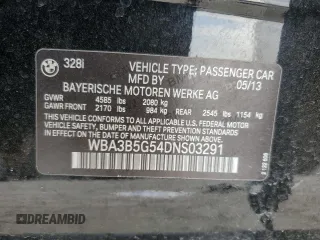 328i
VEHICLE TYPE: PASSENGER CAR
MFD BY
05/13
BAYERISCHE MOTOREN WERKE AG
GVWR 4585 lbs 2080 kg
GAWR FRONT 2170 lbs 984 kg REAR 2545 lbs 1154 kg
THIS VEHICLE CONFORMS TO ALL APPLICABLE
U.S. FEDERAL MOTOR VEHICLE SAFETY, BUMPER,
AND THEFT PREVENTION STANDARDS IN EFFECT
ON THE DATE OF MANUFACTURE SHOWN ABOVE.
WBA3B5G54DNS03291
AUTOBIDMAP